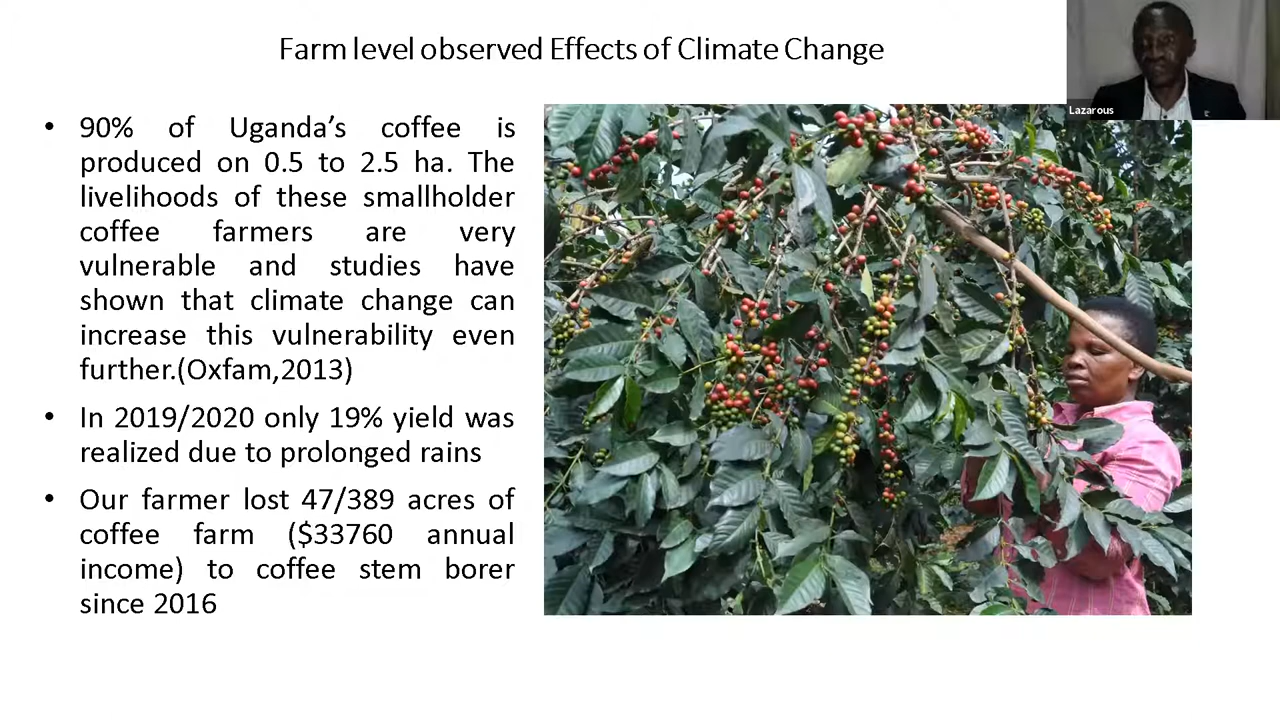 Farm level observed Effects of Climate Change
Lazarous
• 90% of Uganda’s coffee is
produced on 0.5 to 2.5 ha. The
livelihoods of these smallholder
coffee farmers are very
vulnerable and studies have
shown that climate change can
increase this vulnerability even
further.(Oxfam,2013)
• In 2019/2020 only 19% yield was
realized due to prolonged rains
• Our farmer lost 47/389 acres of
coffee farm ($33760 annual
income) to coffee stem borer
since 2016